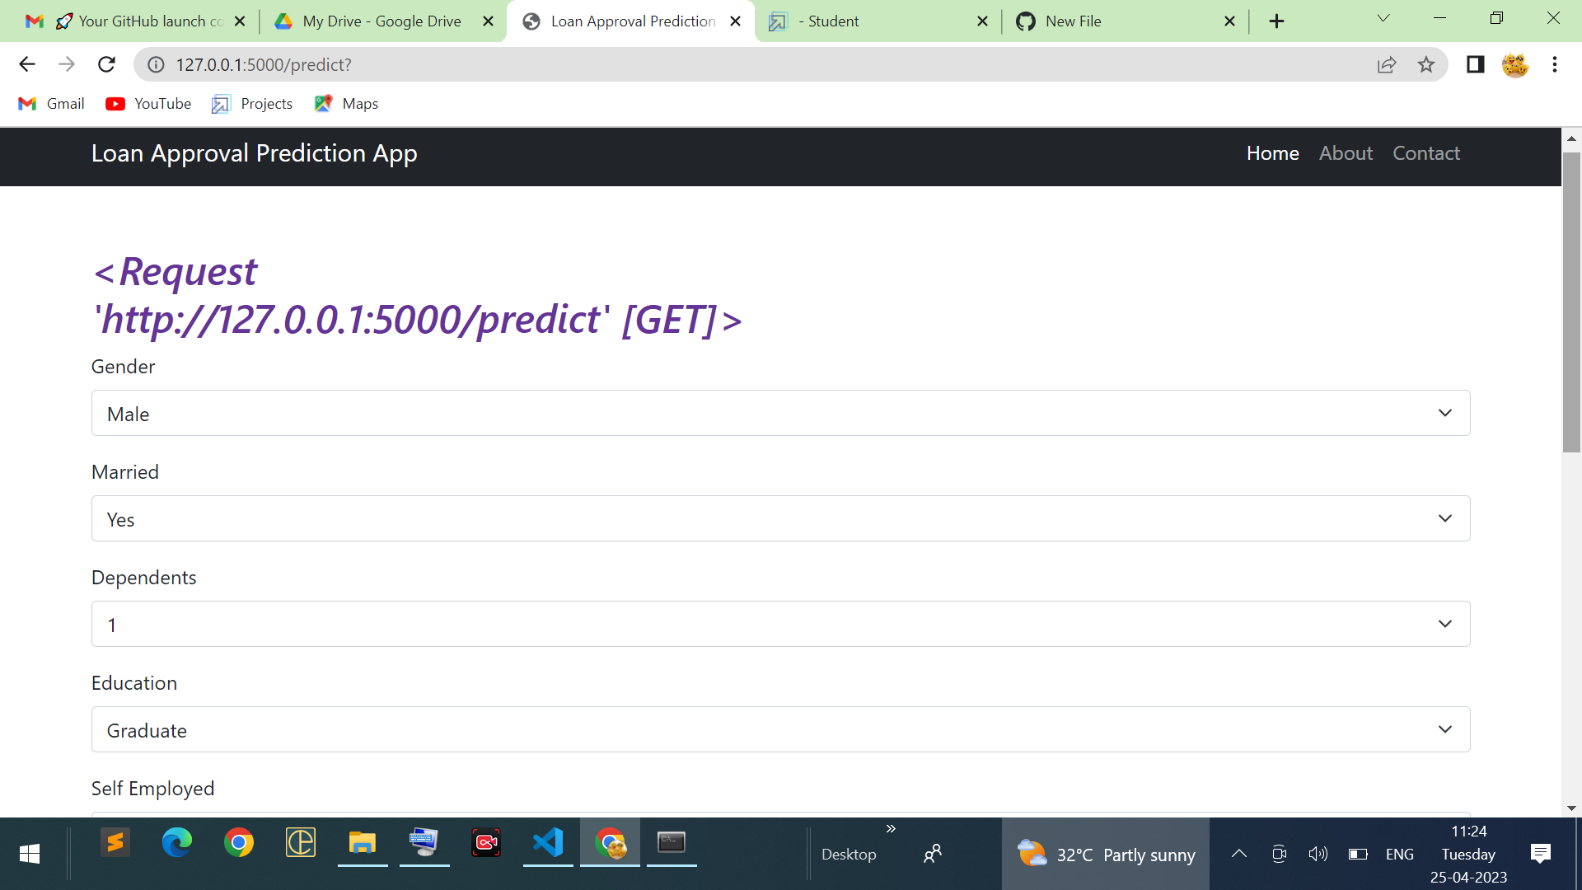 🚀 Your GitHub launch co
My Drive - Google Drive
Loan Approval Prediction
- Student
New File
127.0.0.1:5000/predict?
Gmail
YouTube
Projects
Maps
Loan Approval Prediction App
Home
About
Contact
<Request
'http://127.0.0.1:5000/predict' [GET]>
Gender
Male
Married
Yes
Dependents
1
Education
Graduate
Self Employed
Desktop
»
32°C Partly sunny
ENG
11:24
Tuesday
25-04-2023